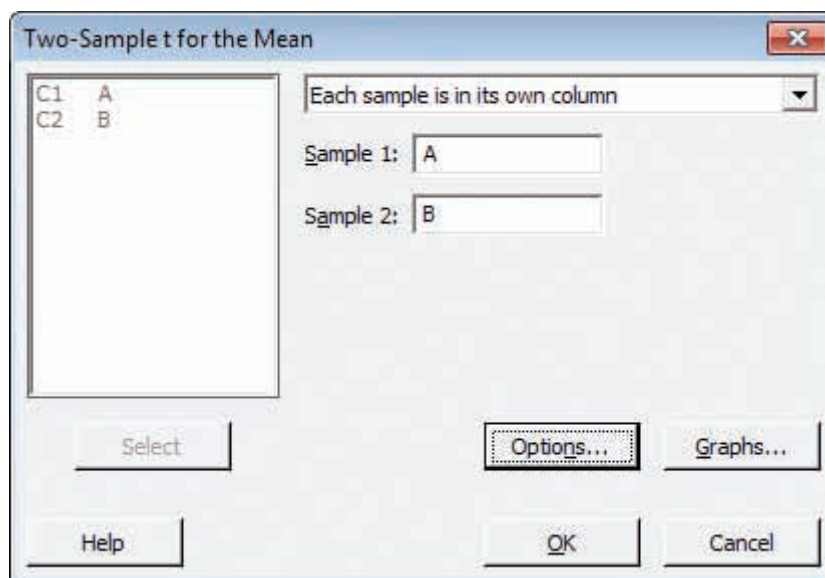 Two-Sample t for the Mean
C1 A
C2 B
Each sample is in its own column
Sample 1: A
Sample 2: B
Select
Options...
Graphs...
Help
OK
Cancel